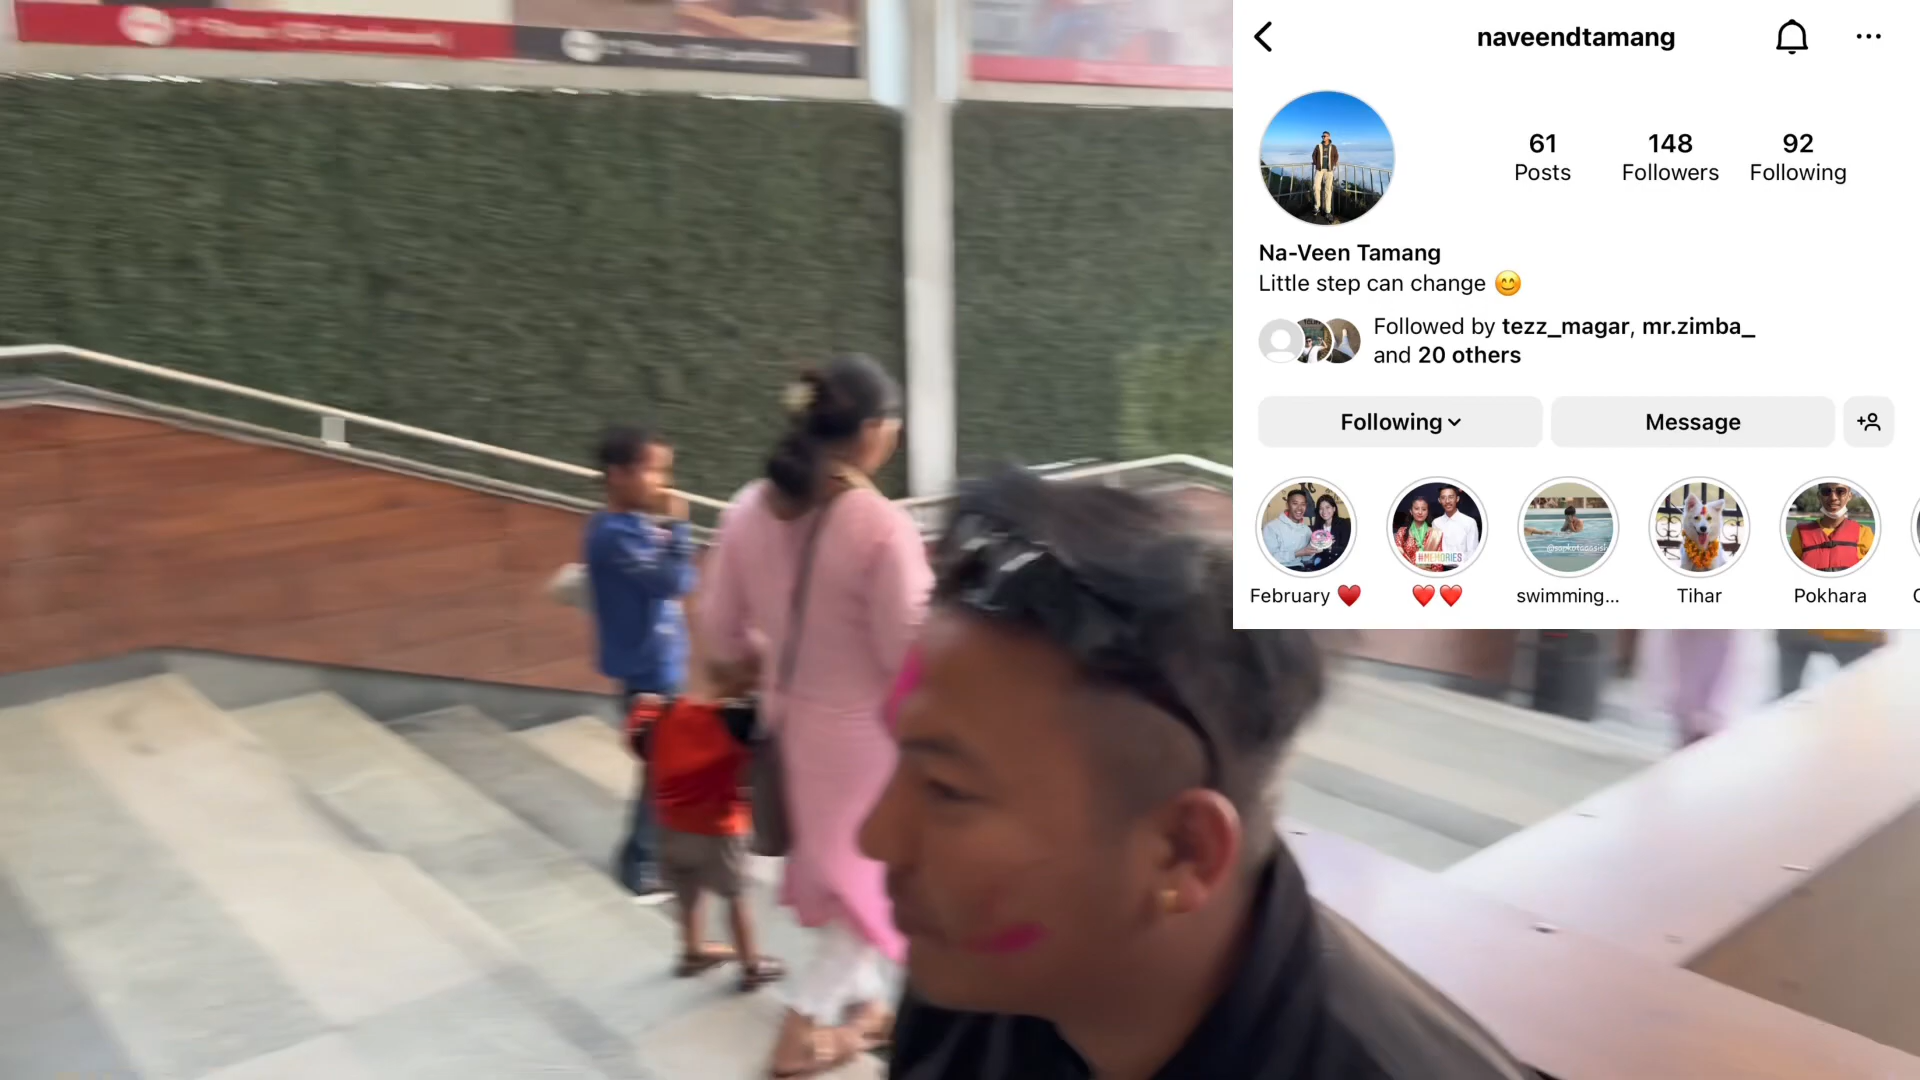 naveendtamang
61 148 92
Posts Followers Following
Na-Veen Tamang
Little step can change 😊
Followed by tezz_magar, mr.zimba_
and 20 others
Following Message
#MEMORIES
February ❤️ ❤️❤️ swimming... Tihar Pokhara